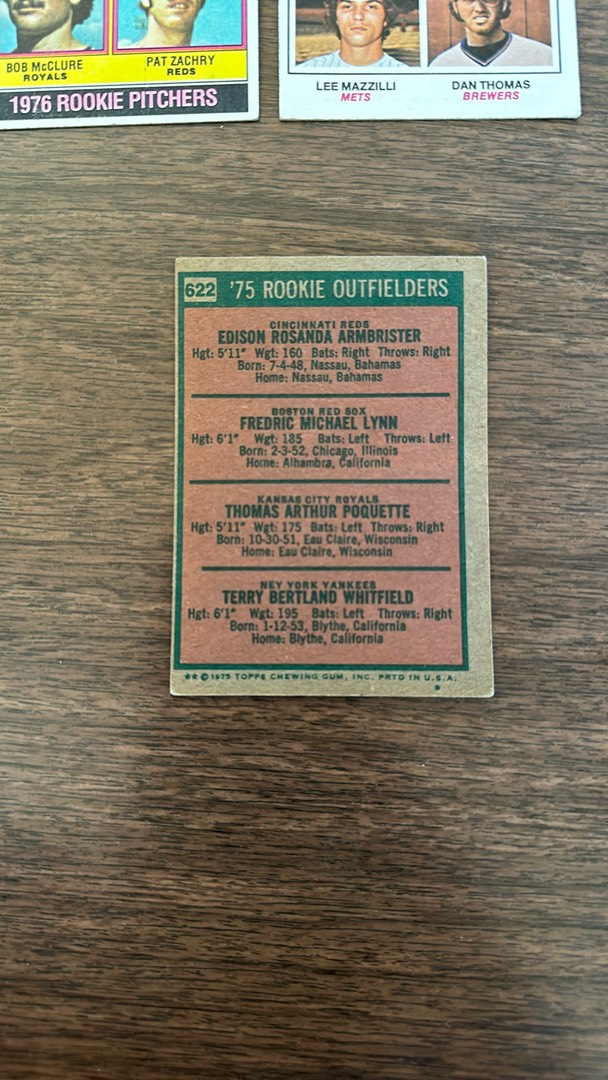 BOB McCLURE
ROYALS
PAT ZACHRY
REDS
1976 ROOKIE PITCHERS
LEE MAZZILLI
METS
DAN THOMAS
BREWERS
622 '75 ROOKIE OUTFIELDERS
CINCINNATI REDS
EDISON ROSANDA ARMBRISTER
Hgt: 5'11" Wgt: 160 Bats: Right Throws: Right
Born: 7-4-48, Nassau, Bahamas
Home: Nassau, Bahamas
BOSTON RED SOX
FREDRIC MICHAEL LYNN
Hgt: 6'1" Wgt: 185 Bats: Left Throws: Left
Born: 2-3-52, Chicago, Illinois
Home: Alhambra, California
KANSAS CITY ROYALS
THOMAS ARTHUR POQUETTE
Hgt: 5'11" Wgt: 175 Bats: Left Throws: Right
Born: 10-30-51, Eau Claire, Wisconsin
Home: Eau Claire, Wisconsin
NEY YORK YANKEES
TERRY BERTLAND WHITFIELD
Hgt: 6'1" Wgt: 195 Bats: Left Throws: Right
Born: 1-12-53, Blythe, California
Home: Blythe, California
** © 1975 TOPPS CHEWING GUM, INC. PRTD IN U.S.A.